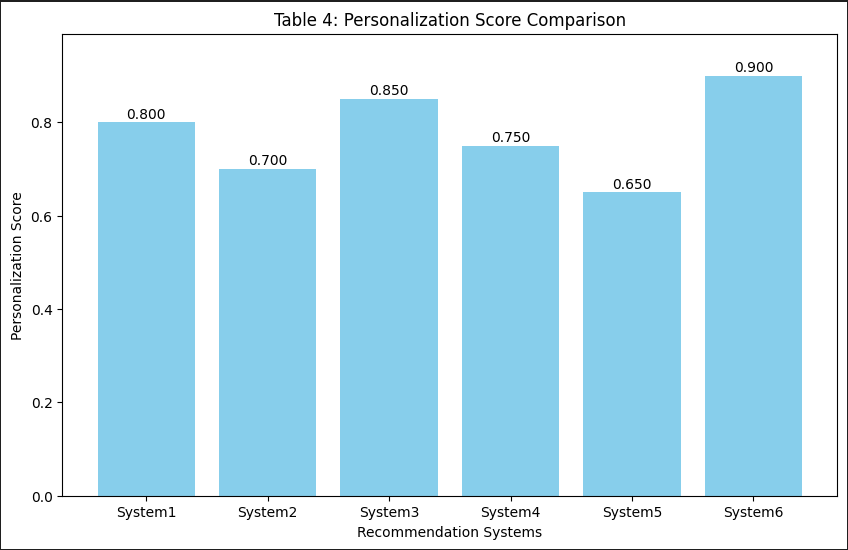 Table 4: Personalization Score Comparison
Personalization Score
0.8
0.6
0.4
0.2
0.0
0.800
0.700
0.850
0.750
0.650
0.900
System1
System2
System3
System4
System5
System6
Recommendation Systems